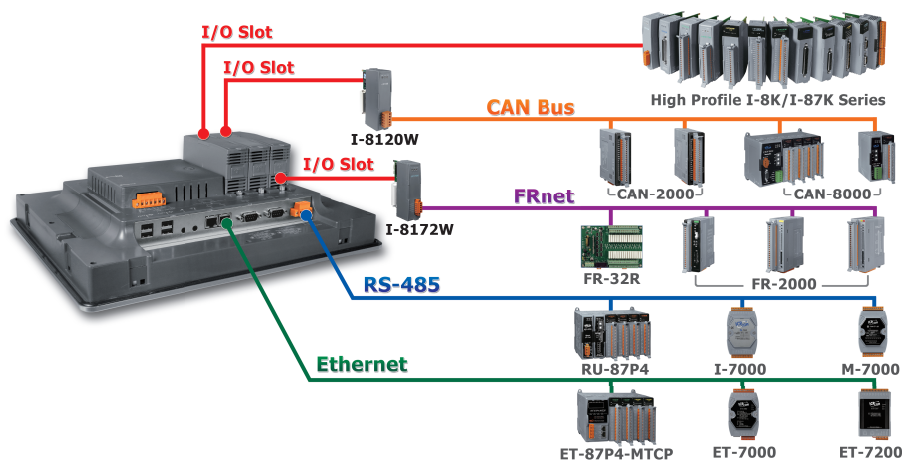 I/O Slot
I/O Slot
High Profile I-8K/I-87K Series
CAN Bus
I-8120W
I/O Slot
CAN-2000
CAN-8000
FRnet
I-8172W
FR-32R
FR-2000
RS-485
RU-87P4
I-7000
M-7000
Ethernet
ET-87P4-MTCP
ET-7000
ET-7200